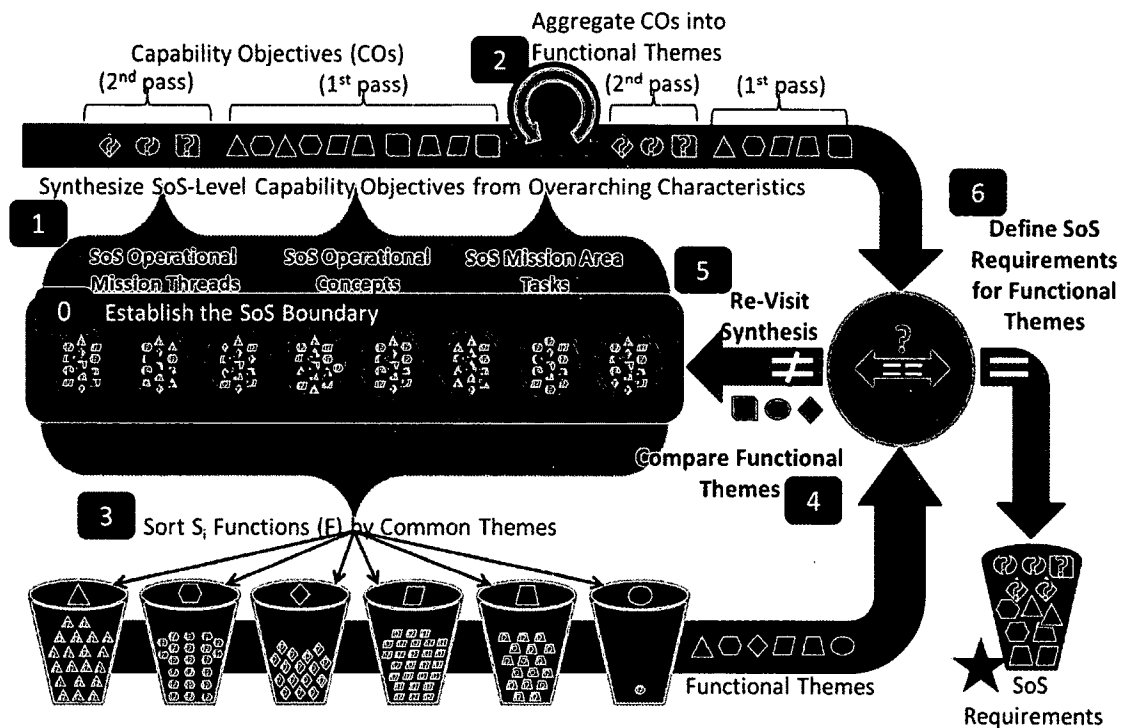 Capability Objectives (COs)
(2nd pass)
(1st pass)
2
Aggregate COs into
Functional Themes
(2nd pass)
(1st pass)
Synthesize SoS-Level Capability Objectives from Overarching Characteristics
1
SoS Operational
Mission Threads
SoS Operational
Concepts
SoS Mission Area
Tasks
0 Establish the SoS Boundary
5
Re-Visit
Synthesis
≠
?
==
6
Define SoS
Requirements
for Functional
Themes
=
Compare Functional
Themes
4
3
Sort Si Functions (F) by Common Themes
Functional Themes
SoS
Requirements